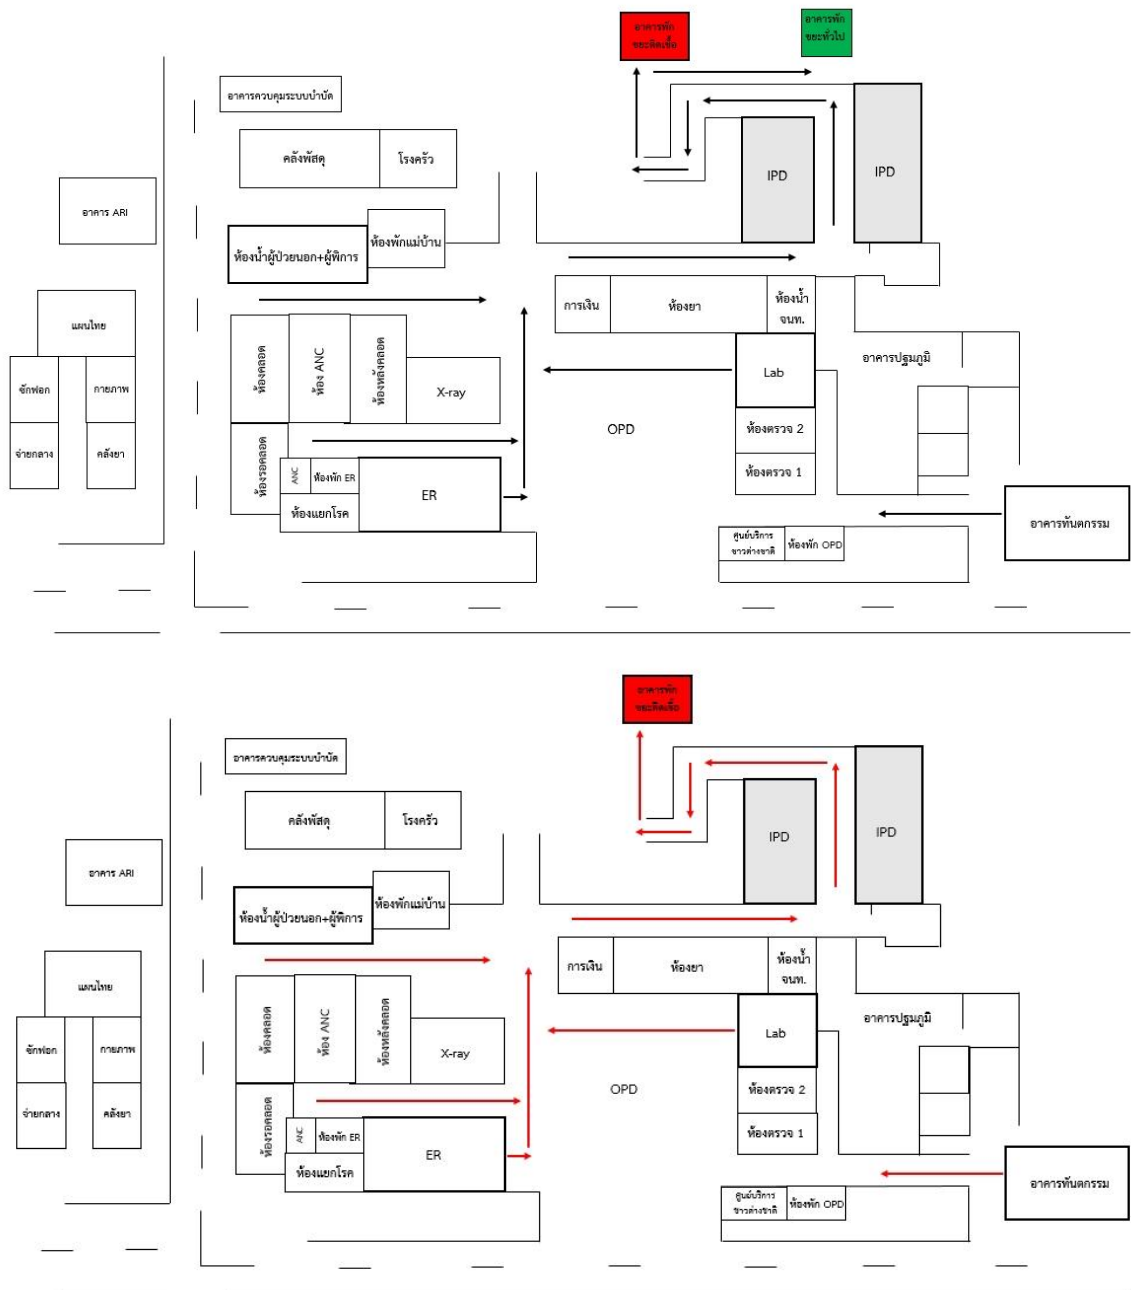 อาคารพัก
ขยะติดเชื้อ
อาคารพัก
ขยะทั่วไป
อาคารควบคุมระบบบำบัด
คลังพัสดุ
โรงครัว
IPD
IPD
อาคาร ARI
ห้องน้ำผู้ป่วยนอก+ผู้พิการ
ห้องพักแม่บ้าน
แผนไทย
การเงิน
ห้องยา
ห้องน้ำ
จนท.
ห้องคลอด
ห้อง ANC
ห้องหลังคลอด
X-ray
Lab
อาคารปฐมภูมิ
ซักฟอก
กายภาพ
OPD
ห้องตรวจ 2
จ่ายกลาง
คลังยา
ห้องรอคลอด
ANC
ห้องพัก ER
ER
ห้องตรวจ 1
ห้องแยกโรค
อาคารทันตกรรม
ศูนย์บริการ
ชาวต่างชาติ
ห้องพัก OPD
อาคารพัก
ขยะติดเชื้อ
อาคารควบคุมระบบบำบัด
คลังพัสดุ
โรงครัว
IPD
IPD
อาคาร ARI
ห้องน้ำผู้ป่วยนอก+ผู้พิการ
ห้องพักแม่บ้าน
แผนไทย
การเงิน
ห้องยา
ห้องน้ำ
จนท.
ห้องคลอด
ห้อง ANC
ห้องหลังคลอด
X-ray
Lab
อาคารปฐมภูมิ
ซักฟอก
กายภาพ
OPD
ห้องตรวจ 2
จ่ายกลาง
คลังยา
ห้องรอคลอด
ANC
ห้องพัก ER
ER
ห้องตรวจ 1
ห้องแยกโรค
อาคารทันตกรรม
ศูนย์บริการ
ชาวต่างชาติ
ห้องพัก OPD